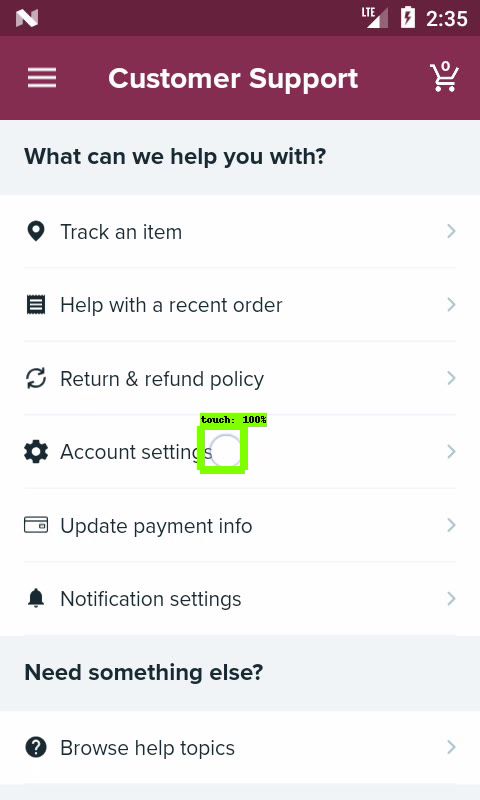 LTE 2:35
Customer Support 0
What can we help you with?
Track an item
Help with a recent order
Return & refund policy
touch: 100%
Account settings
Update payment info
Notification settings
Need something else?
Browse help topics